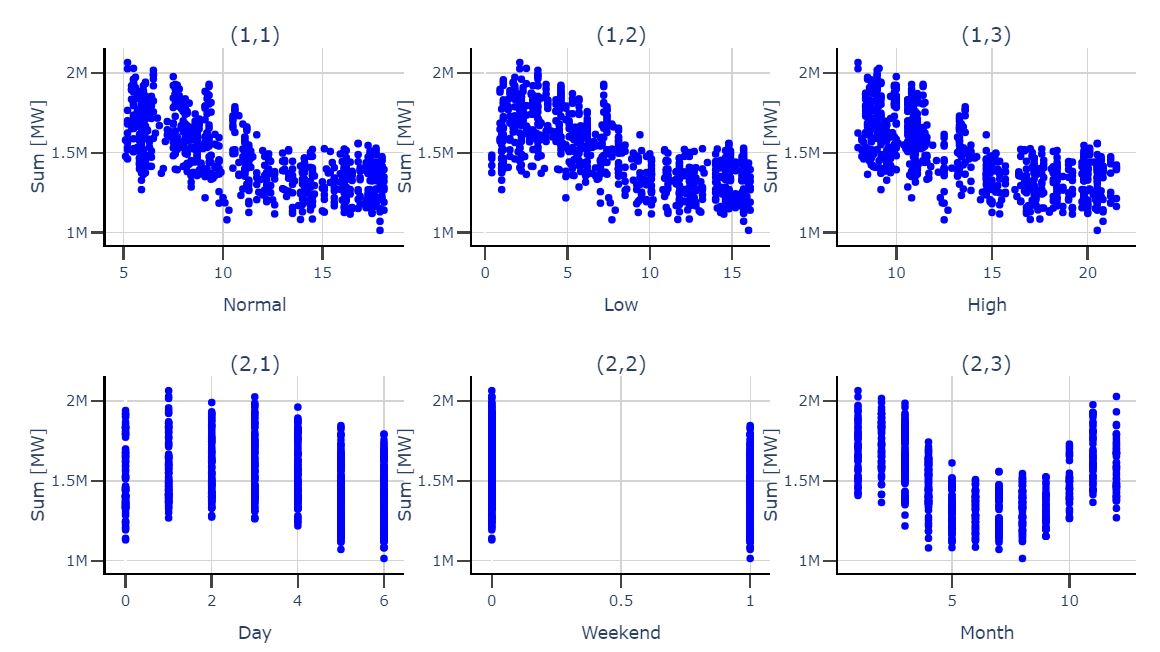 (1,1)
(1,2)
(1,3)
Sum [MW]
2M
1.5M
1M
5
10
15
Normal
Sum [MW]
2M
1.5M
1M
0
5
10
15
Low
Sum [MW]
2M
1.5M
1M
10
15
20
High
(2,1)
(2,2)
(2,3)
Sum [MW]
2M
1.5M
1M
0
2
4
6
Day
Sum [MW]
2M
1.5M
1M
0
0.5
1
Weekend
Sum [MW]
2M
1.5M
1M
5
10
Month